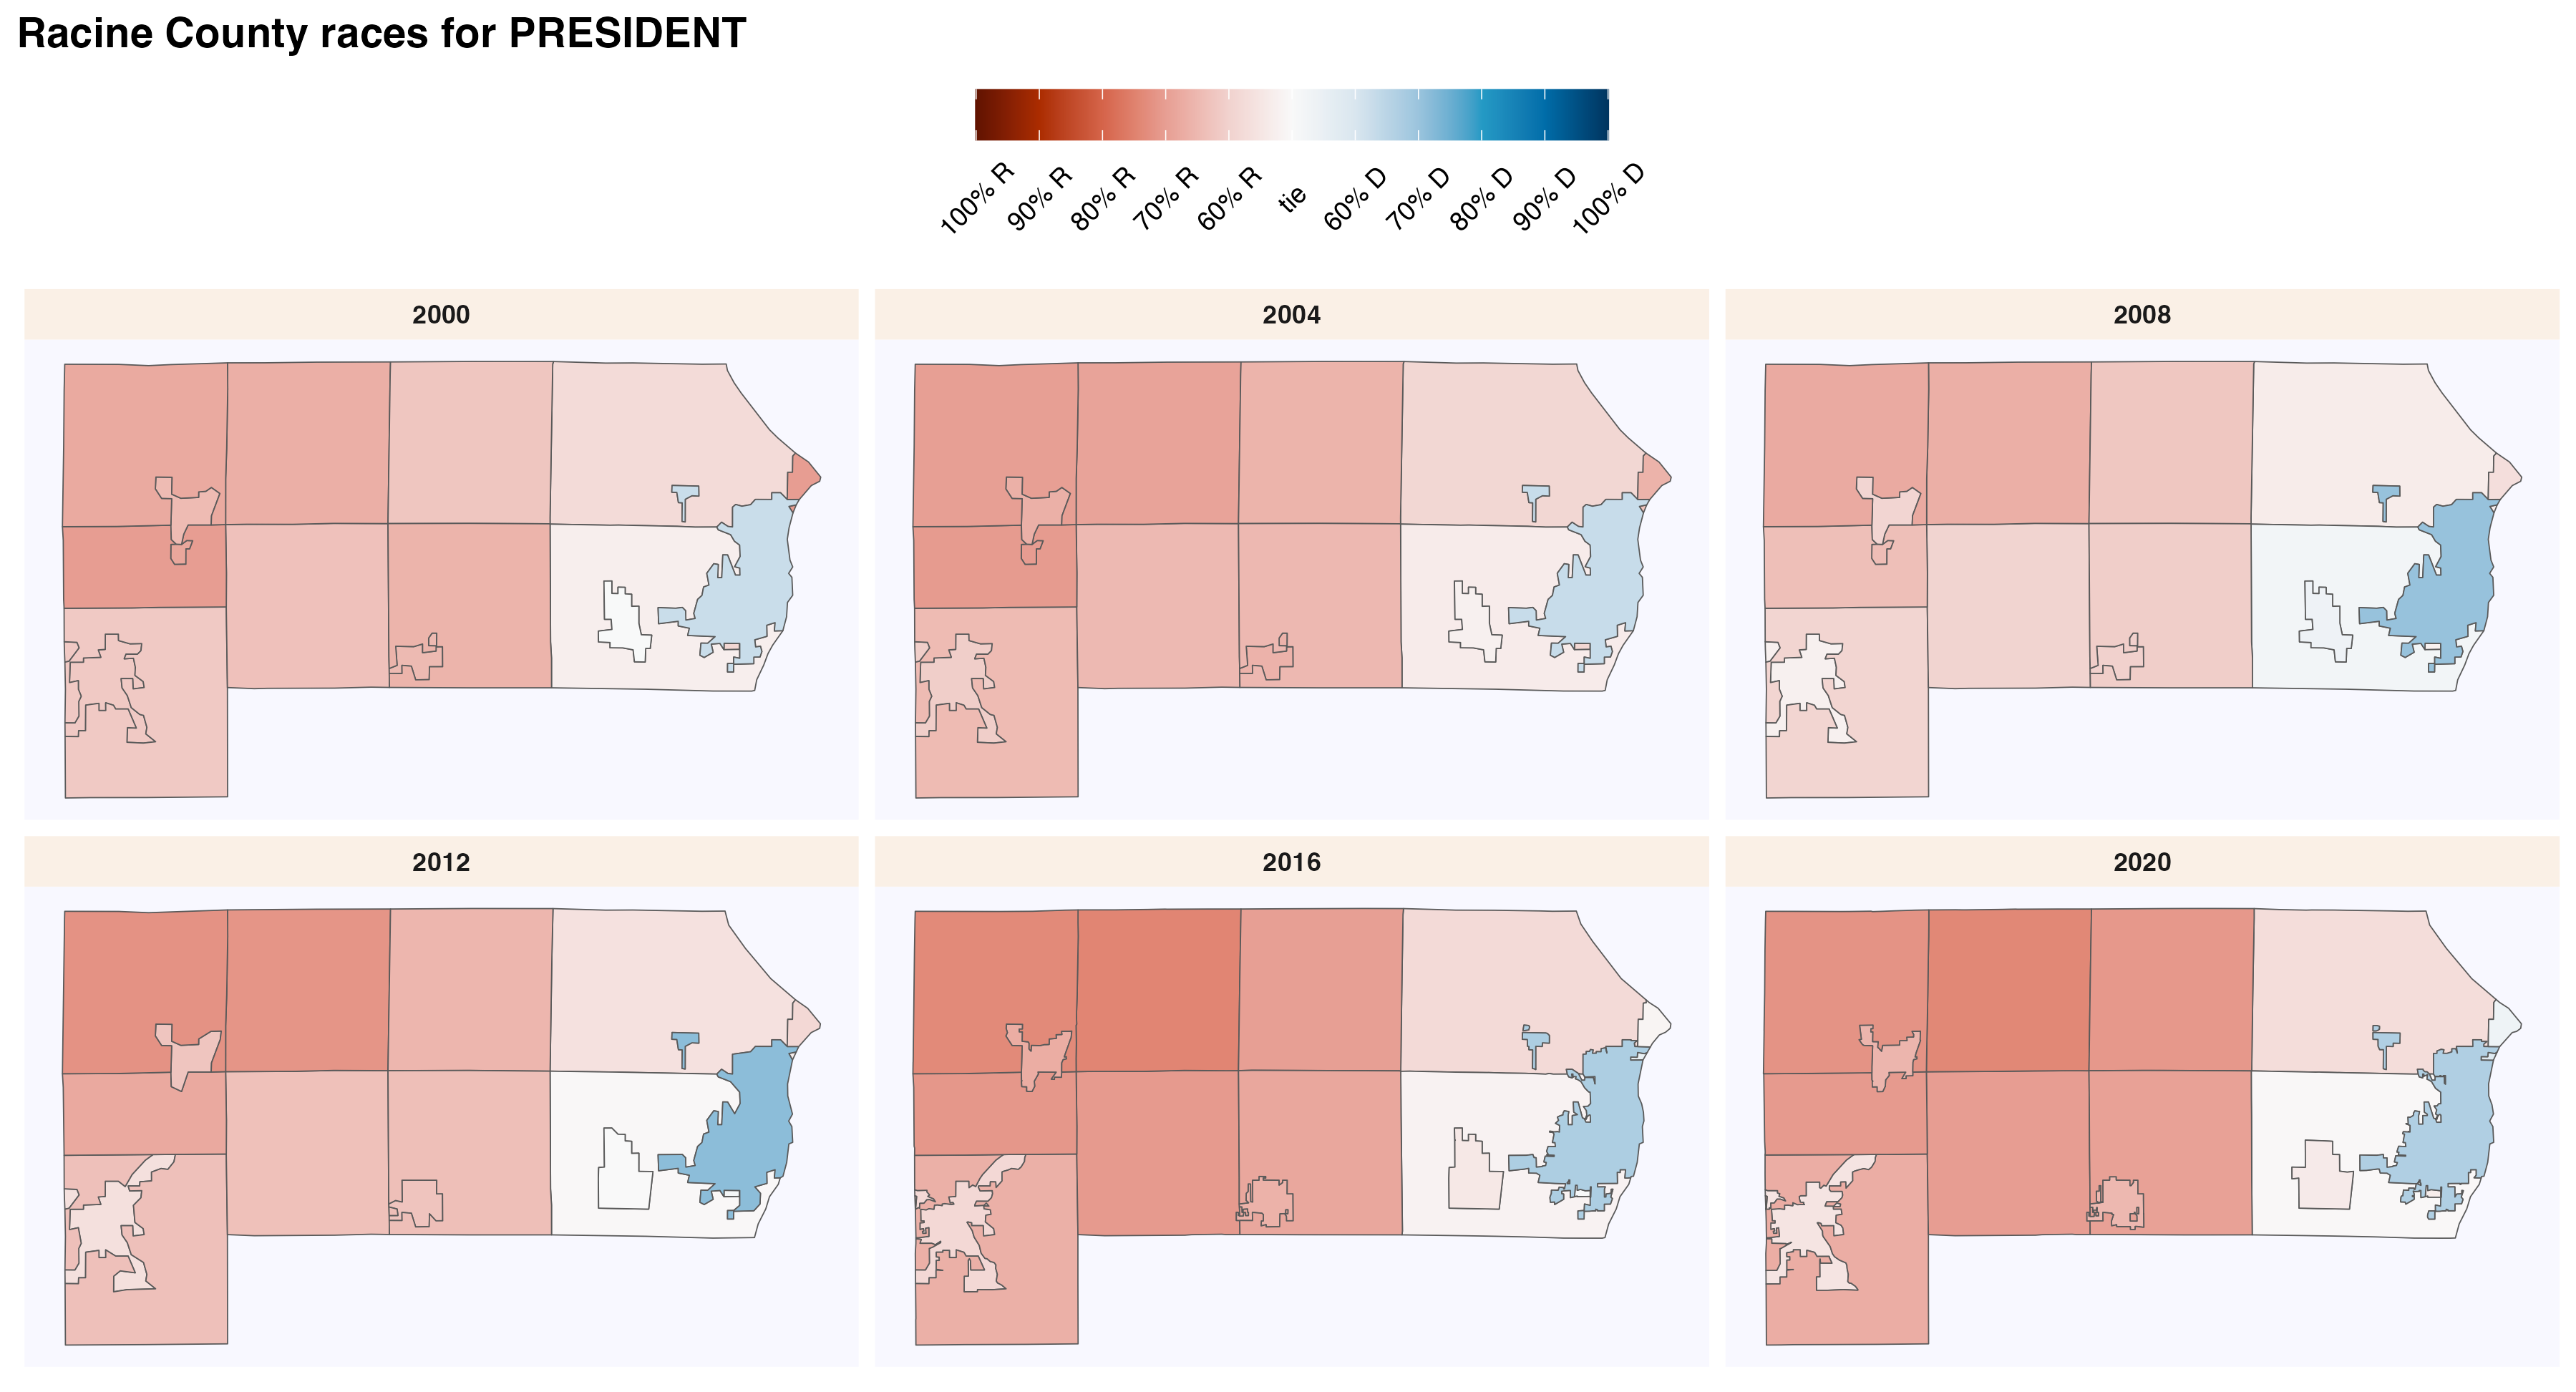 Racine County races for PRESIDENT
100% R
90% R
80% R
70% R
60% R
tie
60% D
70% D
80% D
90% D
100% D
2000
2004
2008
2012
2016
2020